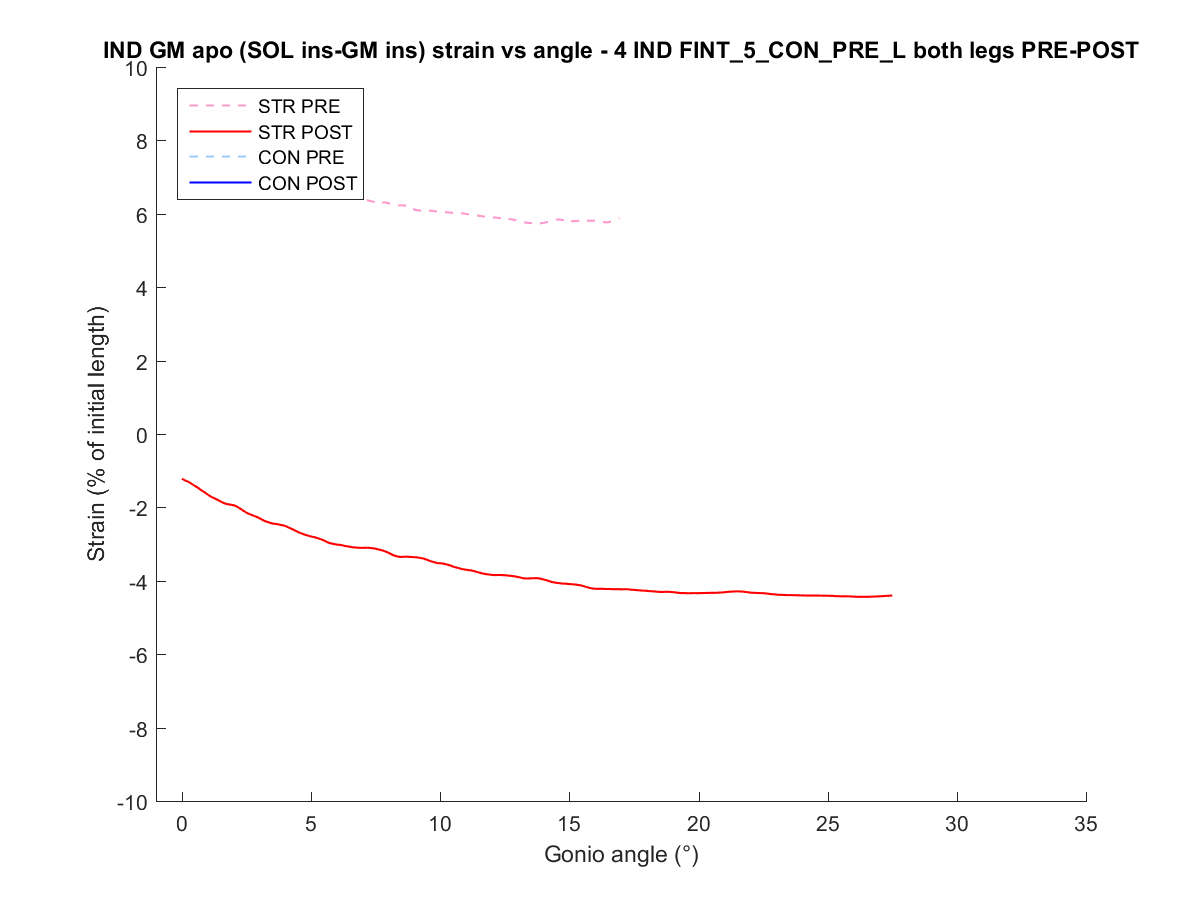 IND GM apo (SOL ins-GM ins) strain vs angle - 4 IND FINT_5_CON_PRE_L both legs PRE-POST
10
8
6
4
2
0
-2
-4
-6
-8
-10
Strain (% of initial length)
STR PRE
STR POST
CON PRE
CON POST
0 5 10 15 20 25 30 35
Gonio angle (°)